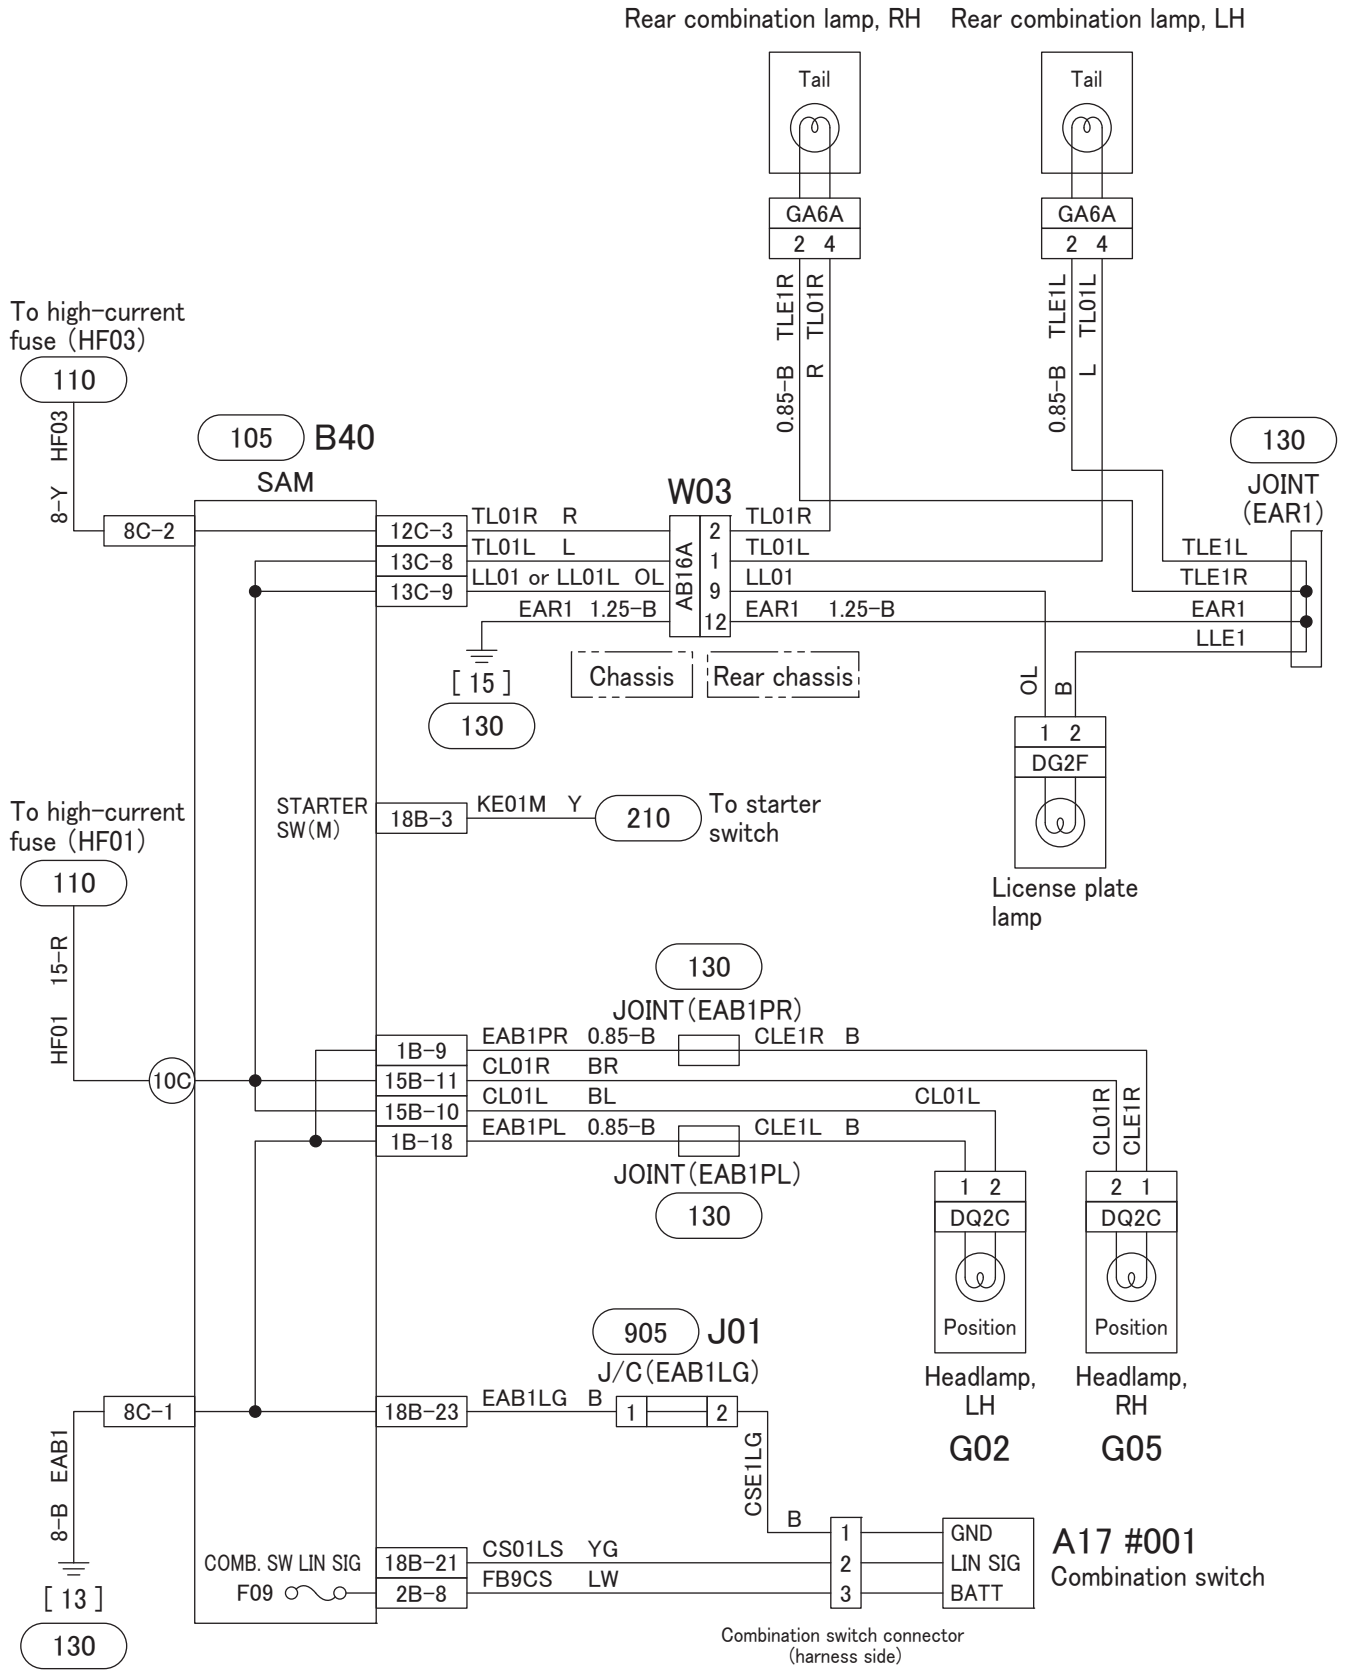 Rear combination lamp, RH
Rear combination lamp, LH
Tail
Tail
GA6A
2 4
GA6A
2 4
TLE1R
TL01R
0.85-B
R
TLE1L
TL01L
0.85-B
L
To high-current
fuse (HF03)
110
HF03
8-Y
105
B40
SAM
130
JOINT
(EAR1)
W03
8C-2
12C-3
TL01R R
AB16A
2
TL01R
13C-8
TL01L L
1
TL01L
TLE1L
13C-9
LL01 or LL01L OL
9
LL01
TLE1R
EAR1 1.25-B
12
EAR1 1.25-B
EAR1
LLE1
[ 15 ]
130
Chassis
Rear chassis
OL
B
1 2
DG2F
License plate
lamp
To high-current
fuse (HF01)
110
15-R
HF01
STARTER
SW(M)
18B-3
KE01M Y
210
To starter
switch
130
JOINT(EAB1PR)
10C
1B-9
EAB1PR 0.85-B
CLE1R B
15B-11
CL01R BR
15B-10
CL01L BL
CL01L
1B-18
EAB1PL 0.85-B
CLE1L B
JOINT(EAB1PL)
130
CL01R
CLE1R
1 2
DQ2C
Position
Headlamp,
LH
G02
2 1
DQ2C
Position
Headlamp,
RH
G05
905
J01
J/C(EAB1LG)
8C-1
18B-23
EAB1LG B
1
2
EAB1
8-B
[ 13 ]
130
CSE1LG
B
COMB. SW LIN SIG
F09
18B-21
CS01LS YG
2B-8
FB9CS LW
1
2
3
GND
LIN SIG
BATT
A17 #001
Combination switch
Combination switch connector
(harness side)